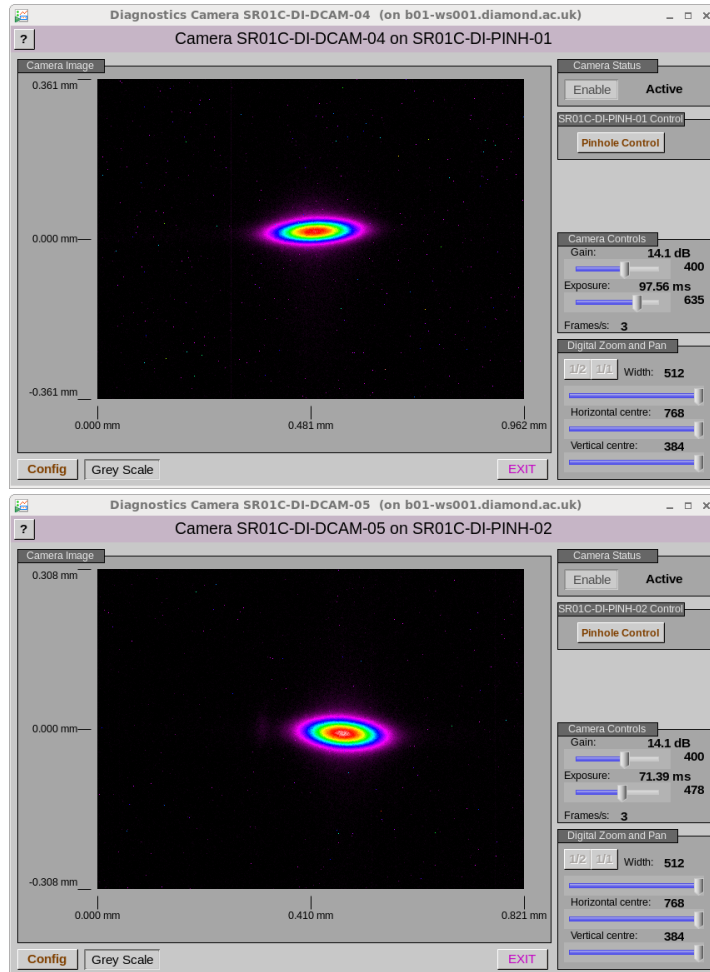 Diagnostics Camera SR01C-DI-DCAM-04 (on b01-ws001.diamond.ac.uk)
? Camera SR01C-DI-DCAM-04 on SR01C-DI-PINH-01
Camera Image
0.361 mm
0.000 mm
-0.361 mm
0.000 mm 0.481 mm 0.962 mm
Config Grey Scale EXIT
Camera Status
Enable Active
SR01C-DI-PINH-01 Control
Pinhole Control
Camera Controls
Gain: 14.1 dB
400
Exposure: 97.56 ms
635
Frames/s: 3
Digital Zoom and Pan
1/2 1/1 Width: 512
Horizontal centre: 768
Vertical centre: 384
Diagnostics Camera SR01C-DI-DCAM-05 (on b01-ws001.diamond.ac.uk)
? Camera SR01C-DI-DCAM-05 on SR01C-DI-PINH-02
Camera Image
0.308 mm
0.000 mm
-0.308 mm
0.000 mm 0.410 mm 0.821 mm
Config Grey Scale EXIT
Camera Status
Enable Active
SR01C-DI-PINH-02 Control
Pinhole Control
Camera Controls
Gain: 14.1 dB
400
Exposure: 71.39 ms
478
Frames/s: 3
Digital Zoom and Pan
1/2 1/1 Width: 512
Horizontal centre: 768
Vertical centre: 384